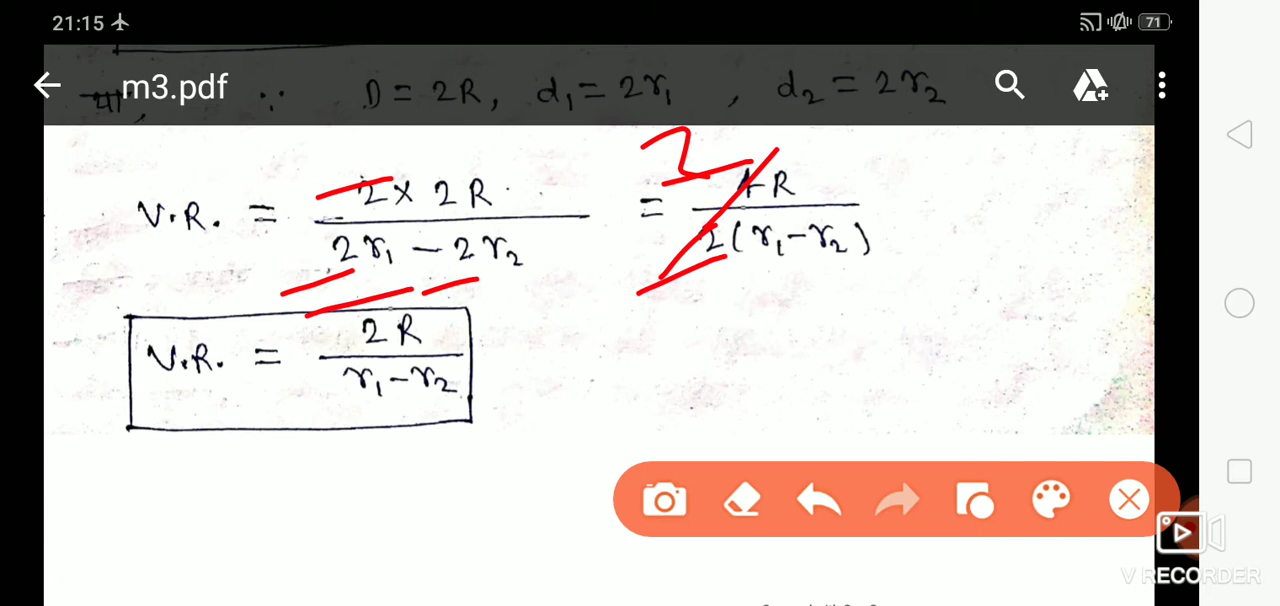 21:15 71
m3.pdf
या, ∵ D = 2R, d₁ = 2r₁ , d₂ = 2r₂
V.R. = 2 × 2R / 2r₁ - 2r₂ = 4R / 2(r₁-r₂)
2
V.R. = 2R / r₁-r₂
V RECORDER